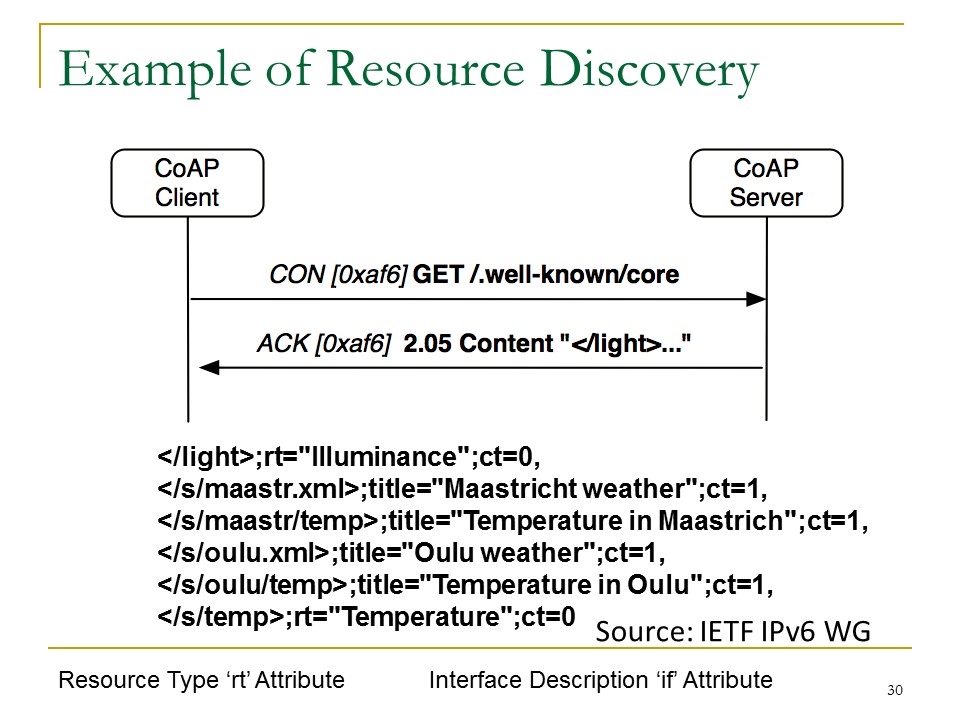 Example of Resource Discovery
CoAP
Client
CoAP
Server
CON [0xaf6] GET /.well-known/core
ACK [0xaf6] 2.05 Content "</light>..."
</light>;rt="Illuminance";ct=0,
</s/maastr.xml>;title="Maastricht weather";ct=1,
</s/maastr/temp>;title="Temperature in Maastrich";ct=1,
</s/oulu.xml>;title="Oulu weather";ct=1,
</s/oulu/temp>;title="Temperature in Oulu";ct=1,
</s/temp>;rt="Temperature";ct=0
Source: IETF IPv6 WG
Resource Type ‘rt’ Attribute
Interface Description ‘if’ Attribute
30